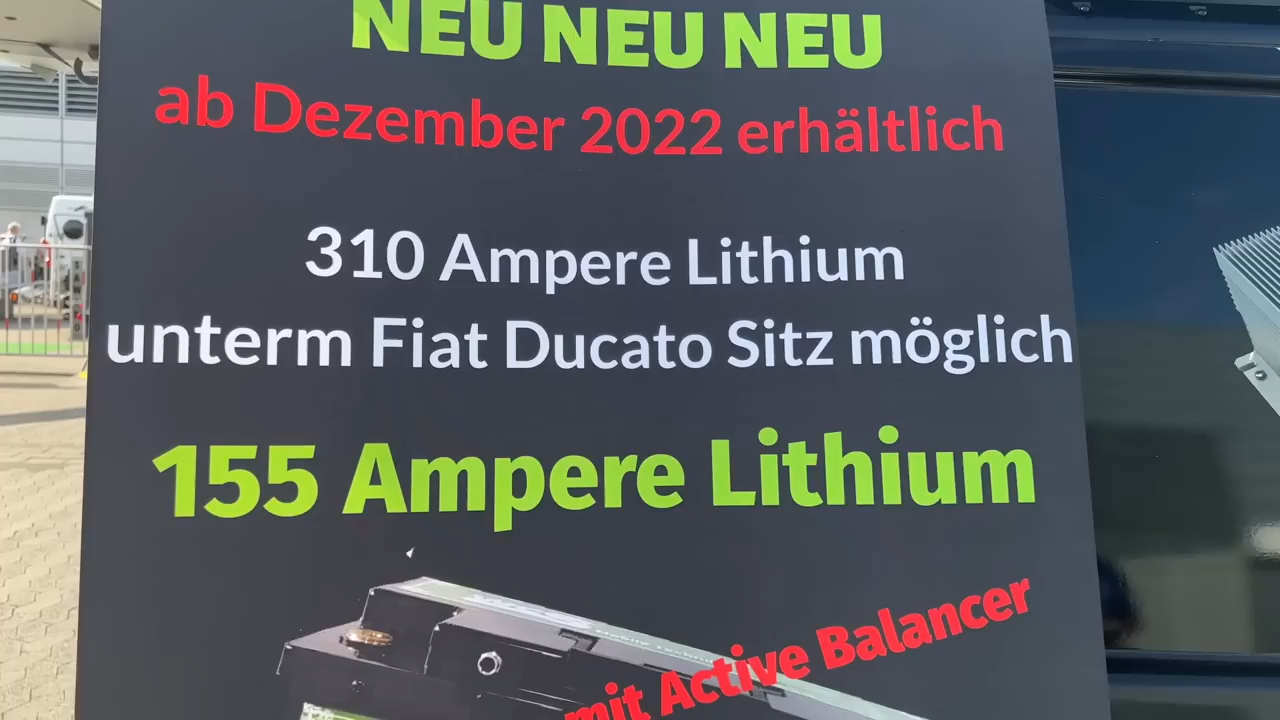 NEU NEU NEU
ab Dezember 2022 erhältlich
310 Ampere Lithium
unterm Fiat Ducato Sitz möglich
155 Ampere Lithium
mit Active Balancer